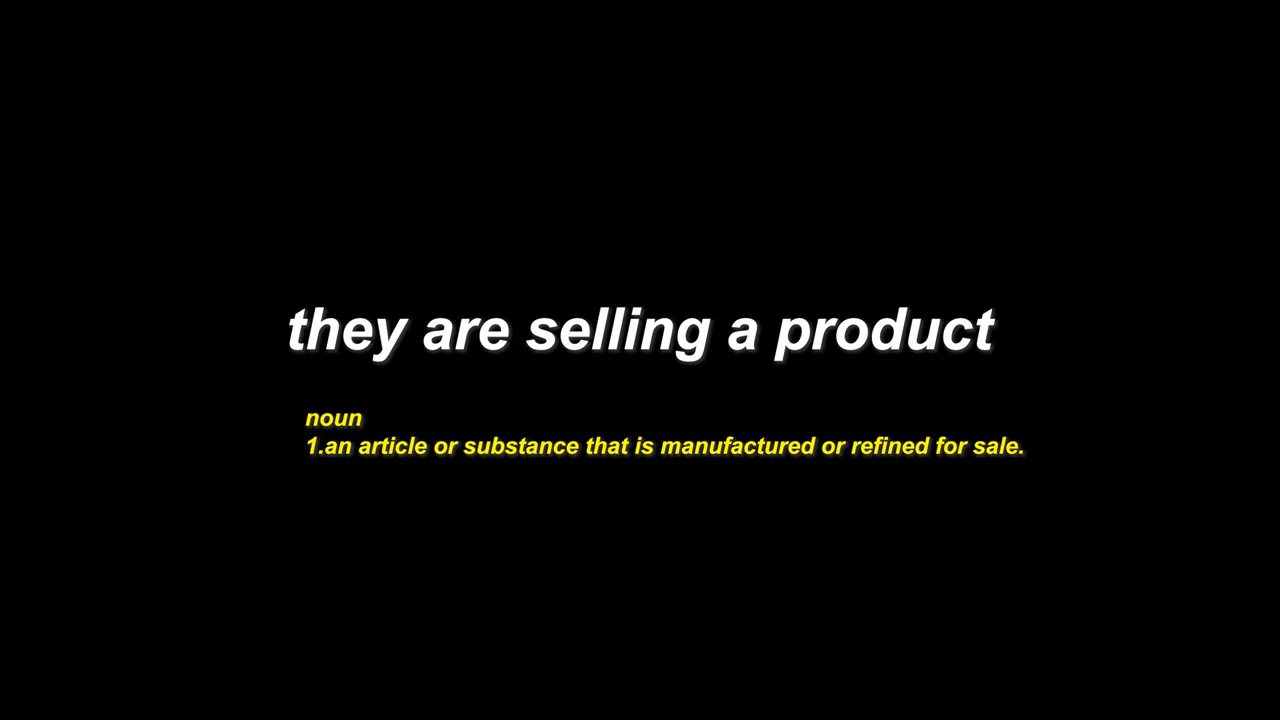 they are selling a product
noun
1.an article or substance that is manufactured or refined for sale.